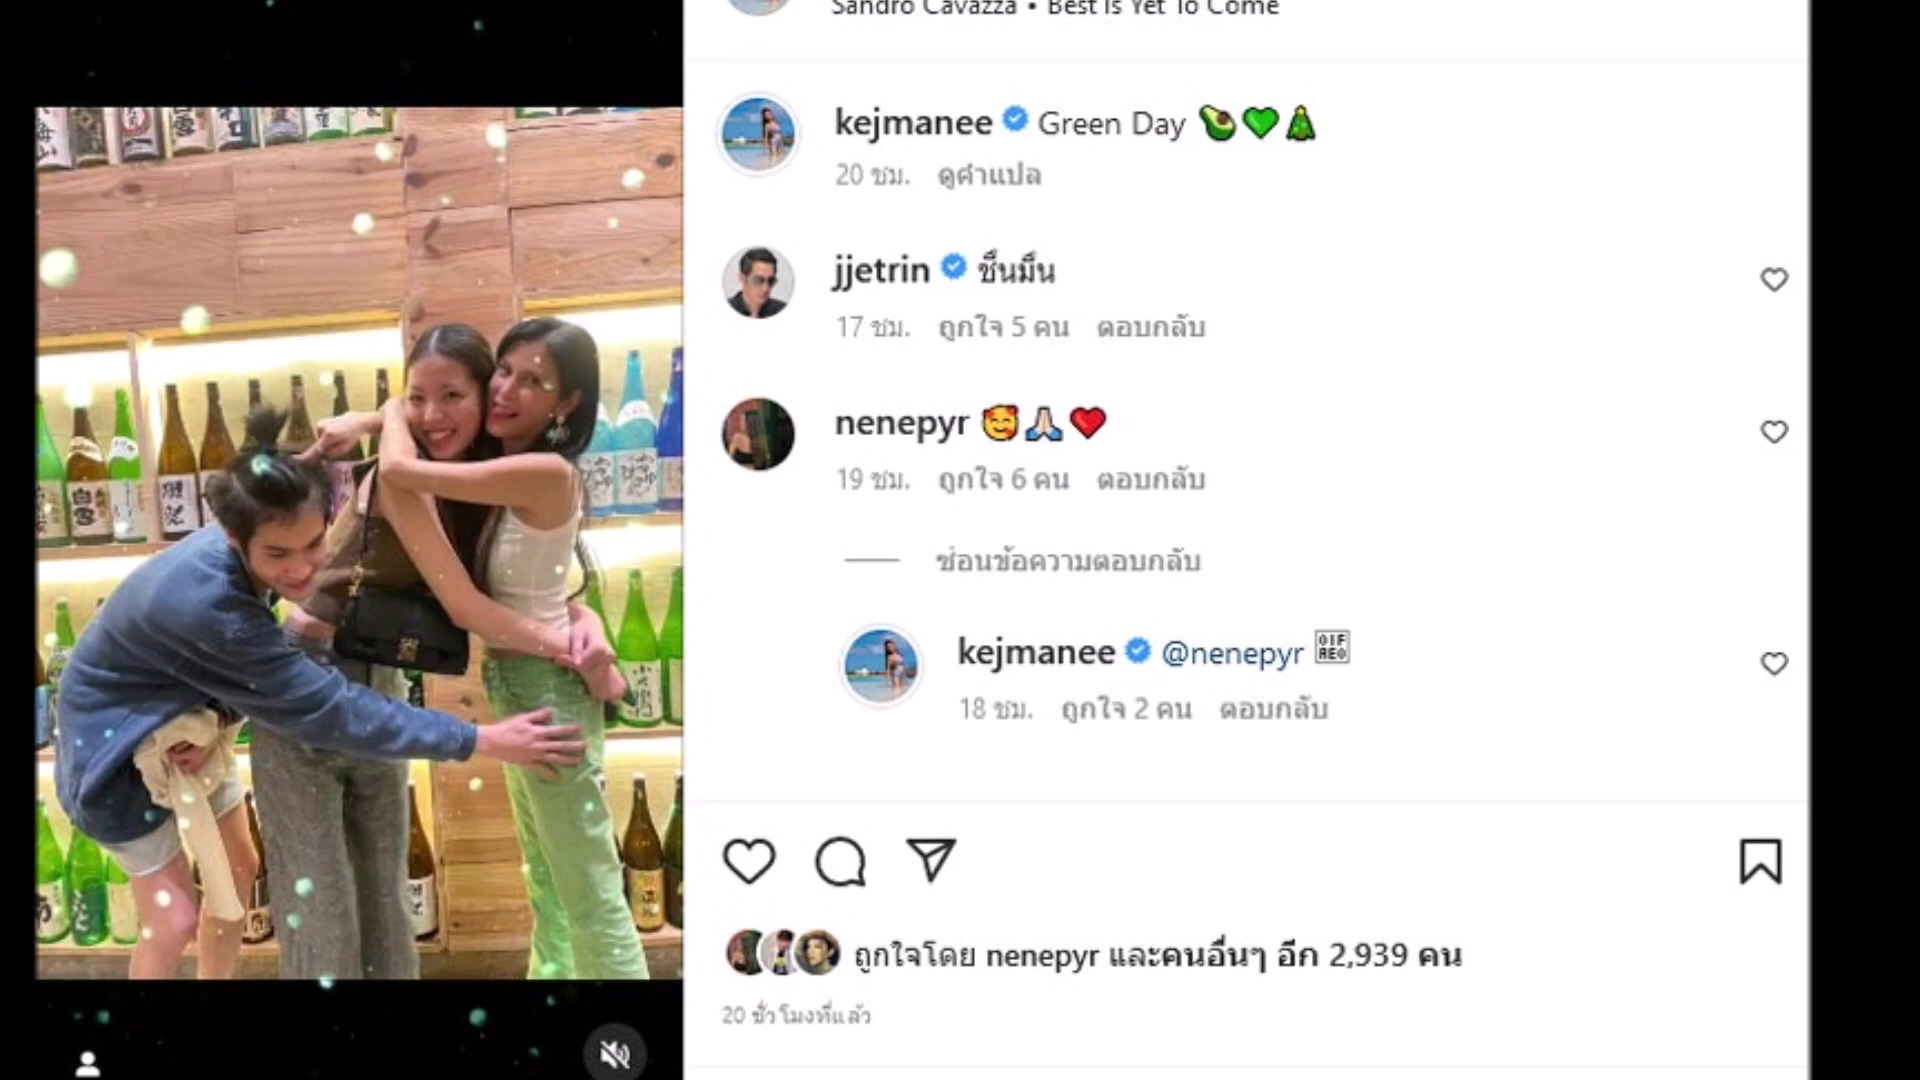 Sandro Cavazza • Best Is Yet To Come
kejmanee Green Day 🥑💚🎄
20 ชม. ดูคำแปล
jjetrin ชื้นมื้น
17 ชม. ถูกใจ 5 คน ตอบกลับ
nenepyr 🥰🙏🏻❤️
19 ชม. ถูกใจ 6 คน ตอบกลับ
ซ่อนข้อความตอบกลับ
kejmanee @nenepyr
18 ชม. ถูกใจ 2 คน ตอบกลับ
ถูกใจโดย nenepyr และคนอื่นๆ อีก 2,939 คน
20 ชั่วโมงที่แล้ว